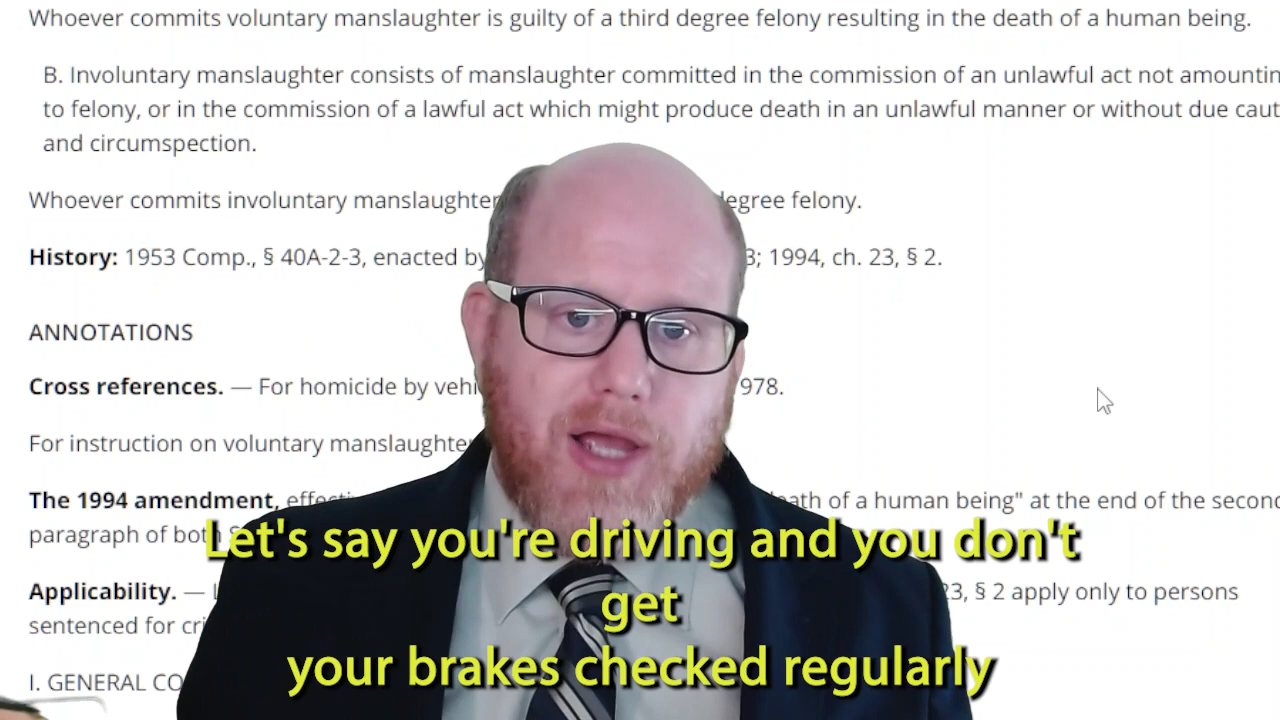 Whoever commits voluntary manslaughter is guilty of a third degree felony resulting in the death of a human being.
B. Involuntary manslaughter consists of manslaughter committed in the commission of an unlawful act not
to felony, or in the commission of a lawful act which might produce death in an unlawful manner or without due
and circumspection.
Whoever commits involuntary manslaughter degree felony.
History: 1953 Comp., § 40A-2-3, enacted by 3; 1994, ch. 23, § 2.
ANNOTATIONS
Cross references. — For homicide by 978.
For instruction on voluntary manslaughter
The 1994 amendment, death of a human being" at the end of the second
paragraph of both
Applicability. — 23, § 2 apply only to persons
sentenced for
I. GENERAL
Let's say you're driving and you don't
get
your brakes checked regularly